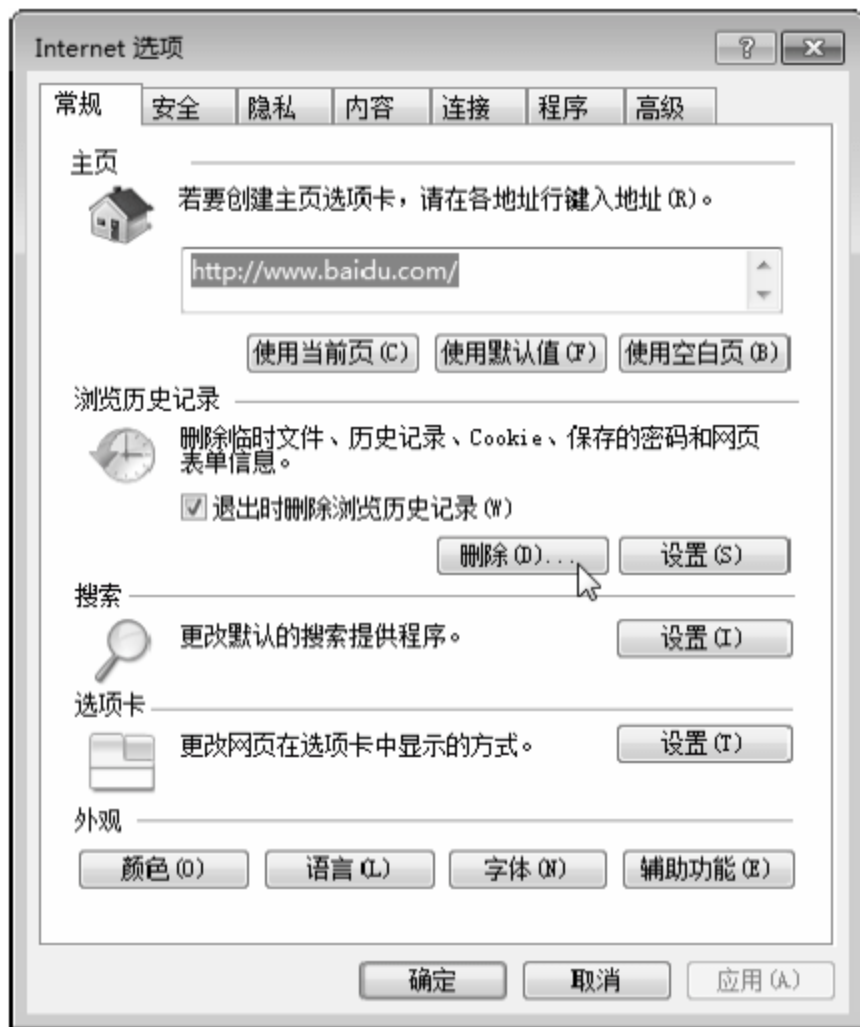 Internet 选项
常规 安全 隐私 内容 连接 程序 高级
主页
若要创建主页选项卡，请在各地址行键入地址(R)。
http://www.baidu.com/
使用当前页(C) 使用默认值(F) 使用空白页(B)
浏览历史记录
删除临时文件、历史记录、Cookie、保存的密码和网页
表单信息。
退出时删除浏览历史记录(W)
删除(D)... 设置(S)
搜索
更改默认的搜索提供程序。 设置(I)
选项卡
更改网页在选项卡中显示的方式。 设置(T)
外观
颜色(O) 语言(L) 字体(N) 辅助功能(E)
确定 取消 应用(A)